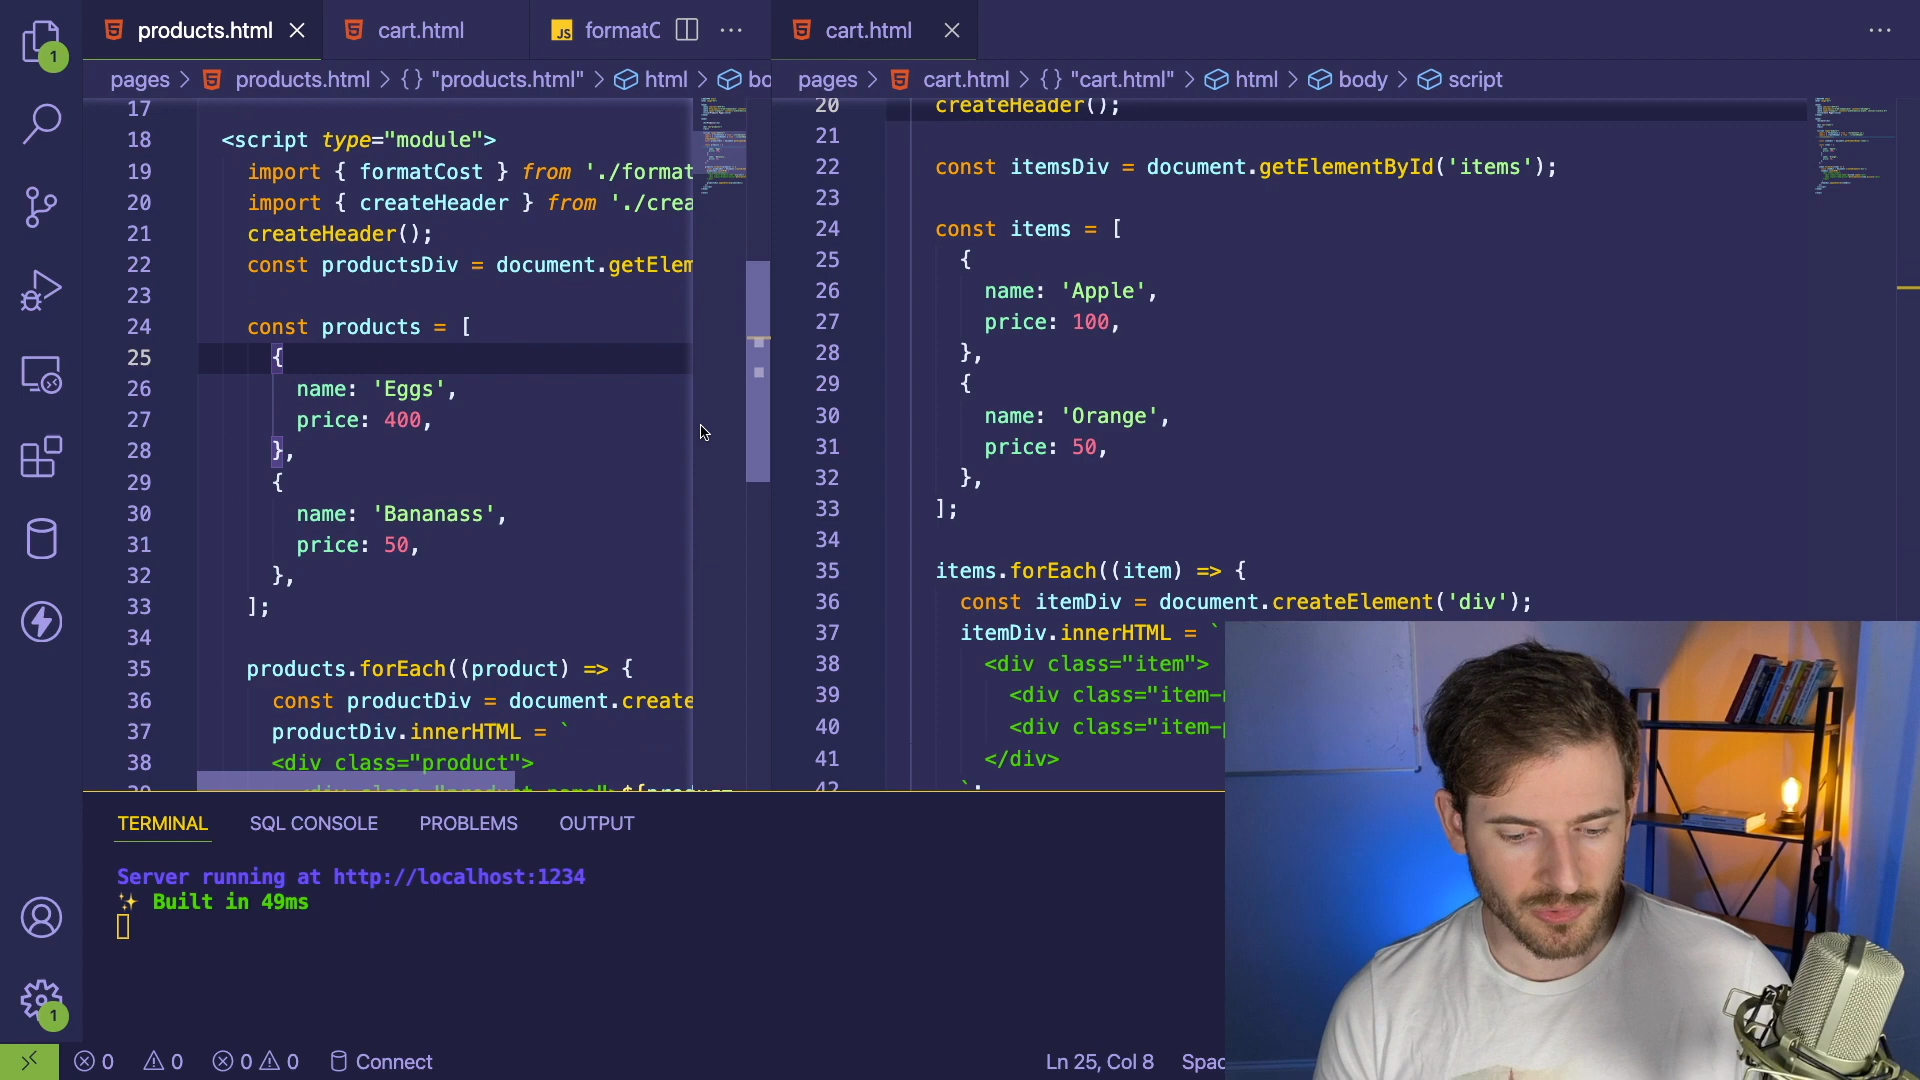 products.html
cart.html
JS formatC
cart.html
pages > products.html > {} "products.html" > html > bo
pages > cart.html > {} "cart.html" > html > body > script
17
18 <script type="module">
19 import { formatCost } from './format
20 import { createHeader } from './crea
21 createHeader();
22 const productsDiv = document.getElem
23
24 const products = [
25 {
26 name: 'Eggs',
27 price: 400,
28 },
29 {
30 name: 'Bananass',
31 price: 50,
32 },
33 ];
34
35 products.forEach((product) => {
36 const productDiv = document.create
37 productDiv.innerHTML = `
38 <div class="product">
20 createHeader();
21
22 const itemsDiv = document.getElementById('items');
23
24 const items = [
25 {
26 name: 'Apple',
27 price: 100,
28 },
29 {
30 name: 'Orange',
31 price: 50,
32 },
33 ];
34
35 items.forEach((item) => {
36 const itemDiv = document.createElement('div');
37 itemDiv.innerHTML = `
38 <div class="item">
39 <div class="item-
40 <div class="item-
41 </div>
42 `;
TERMINAL SQL CONSOLE PROBLEMS OUTPUT
Server running at http://localhost:1234
✨ Built in 49ms
1
1
0 0 0 0 Connect
Ln 25, Col 8 Spac